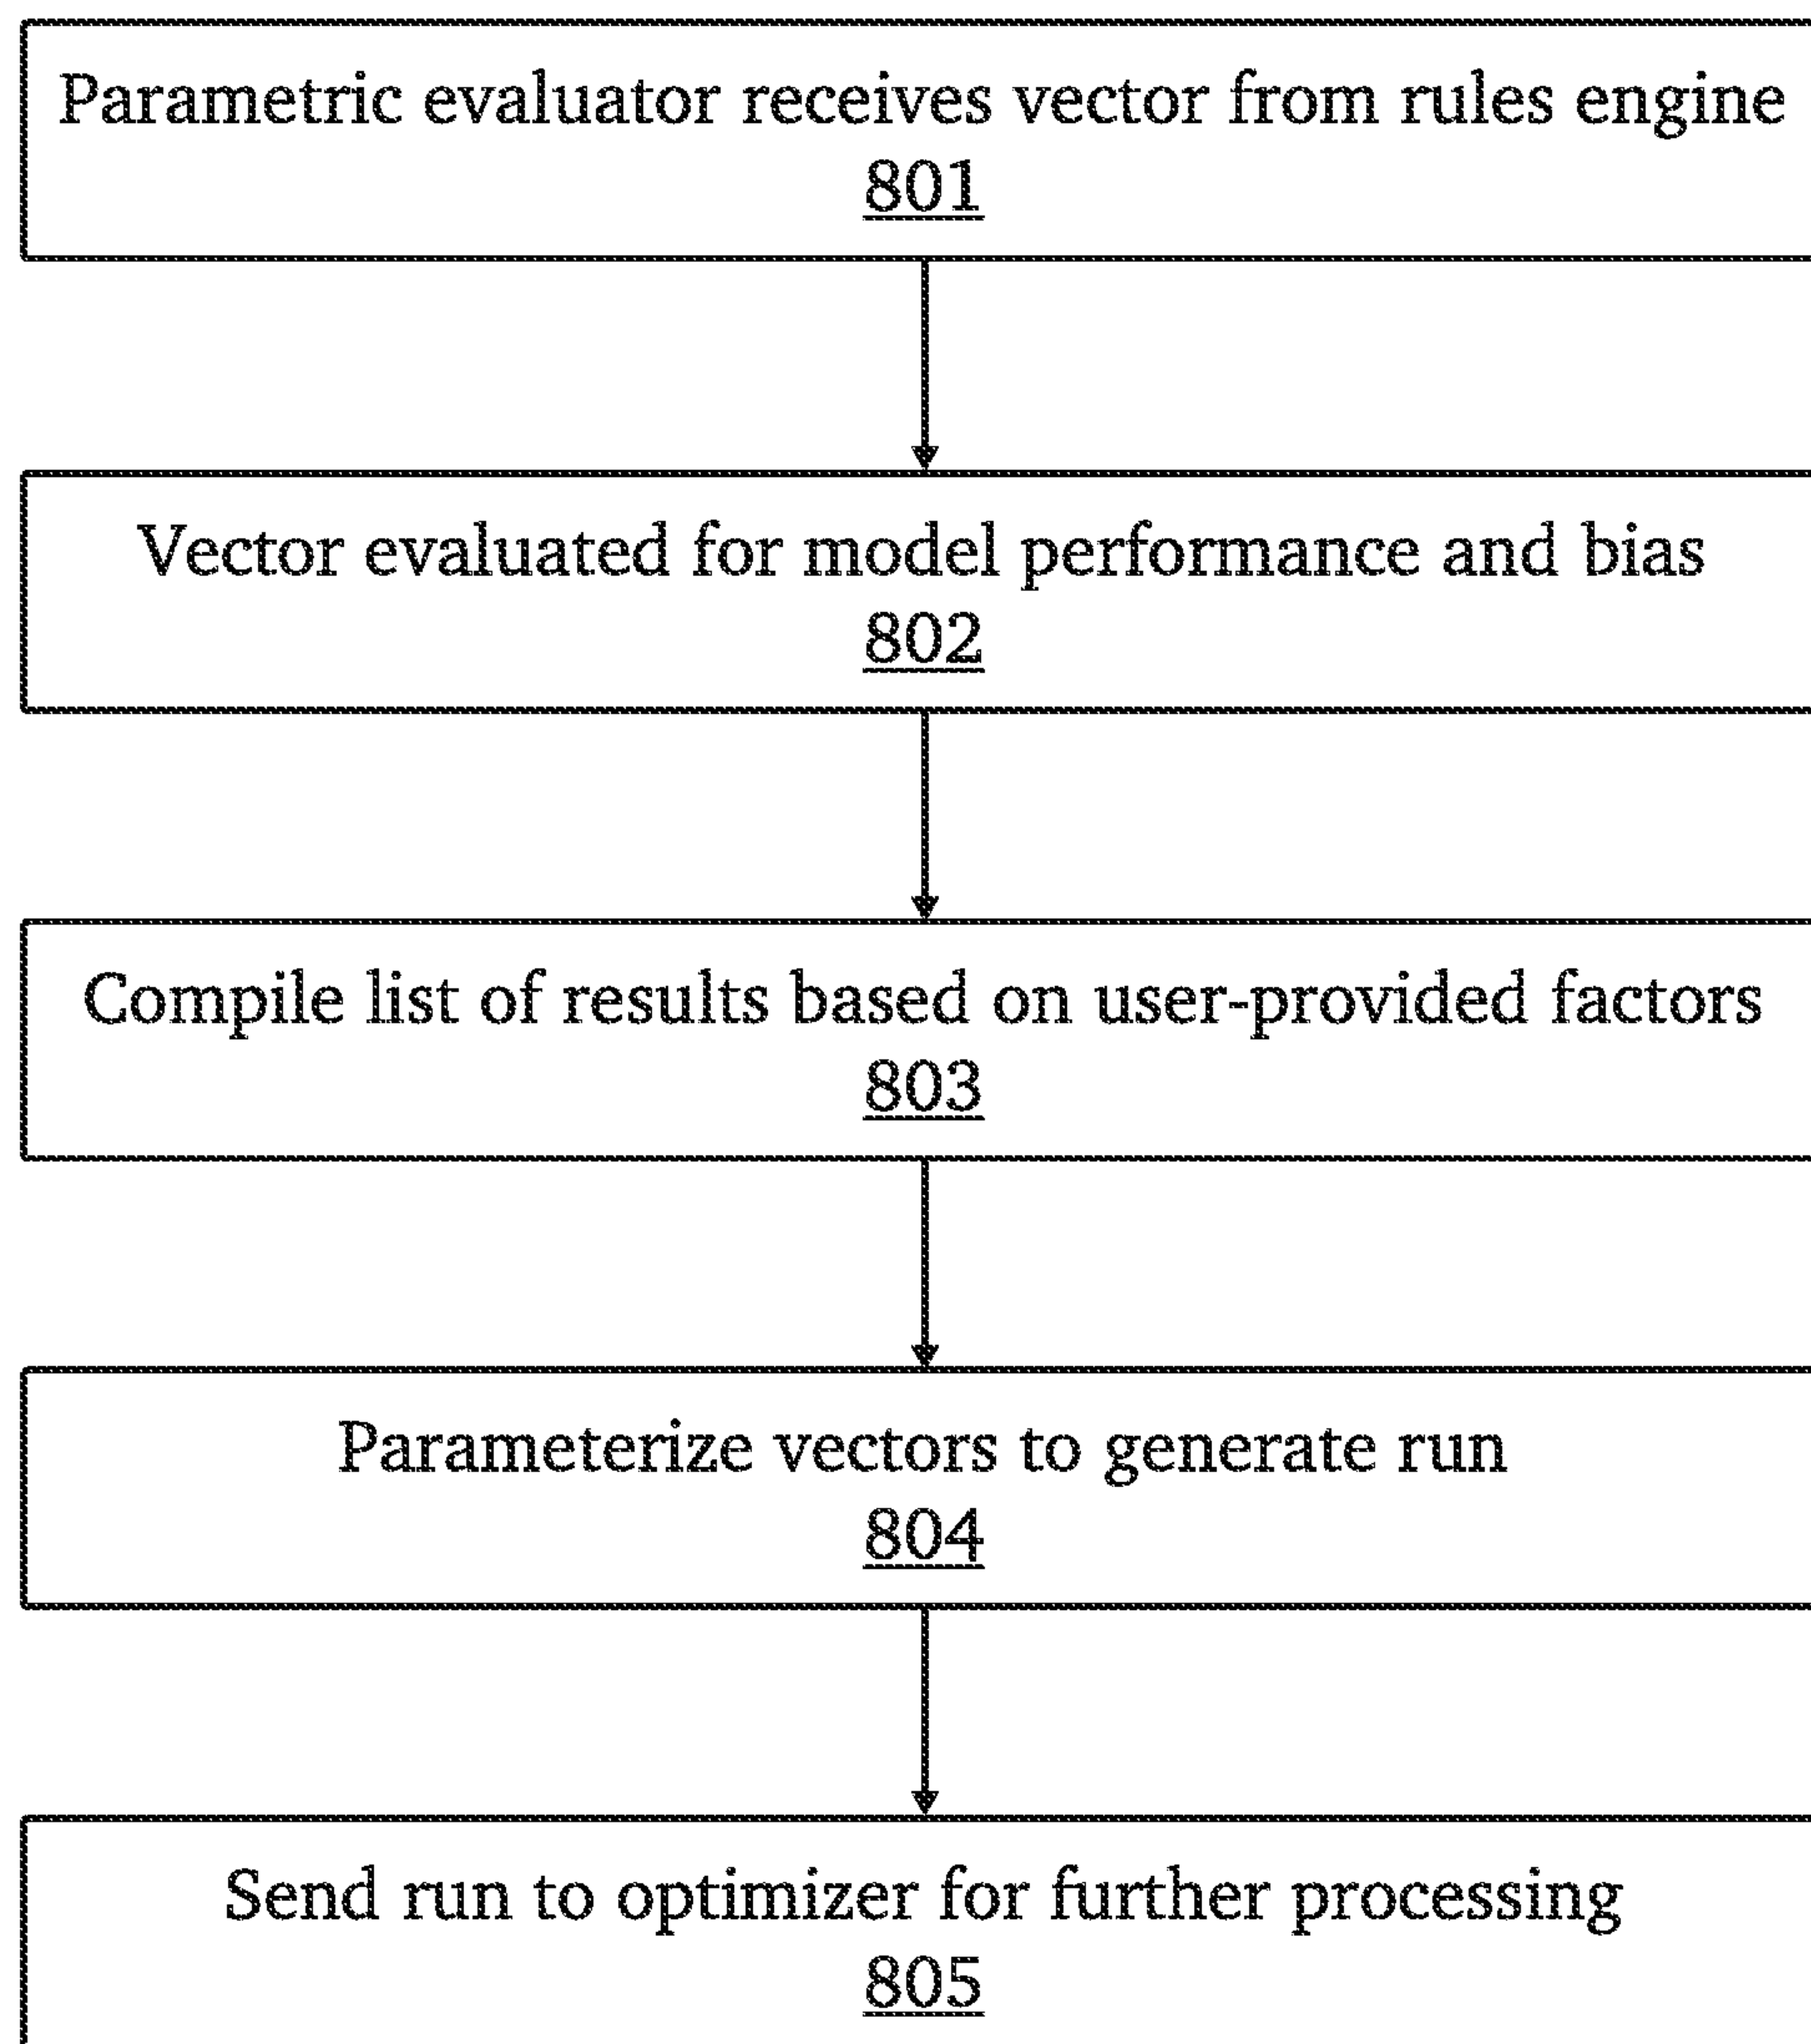 Parametric evaluator receives vector from rules engine
801
Vector evaluated for model performance and bias
802
Compile list of results based on user-provided factors
803
Parameterize vectors to generate run
804
Send run to optimizer for further processing
805